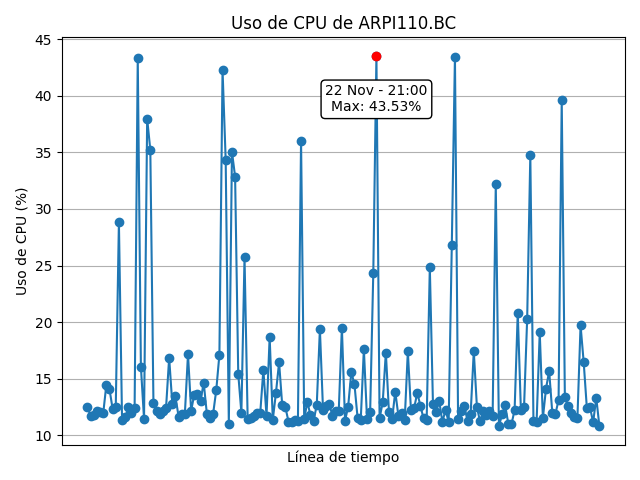 Uso de CPU de ARPI110.BC
45
40
35
30
25
20
15
10
Uso de CPU (%)
22 Nov - 21:00
Max: 43.53%
Línea de tiempo